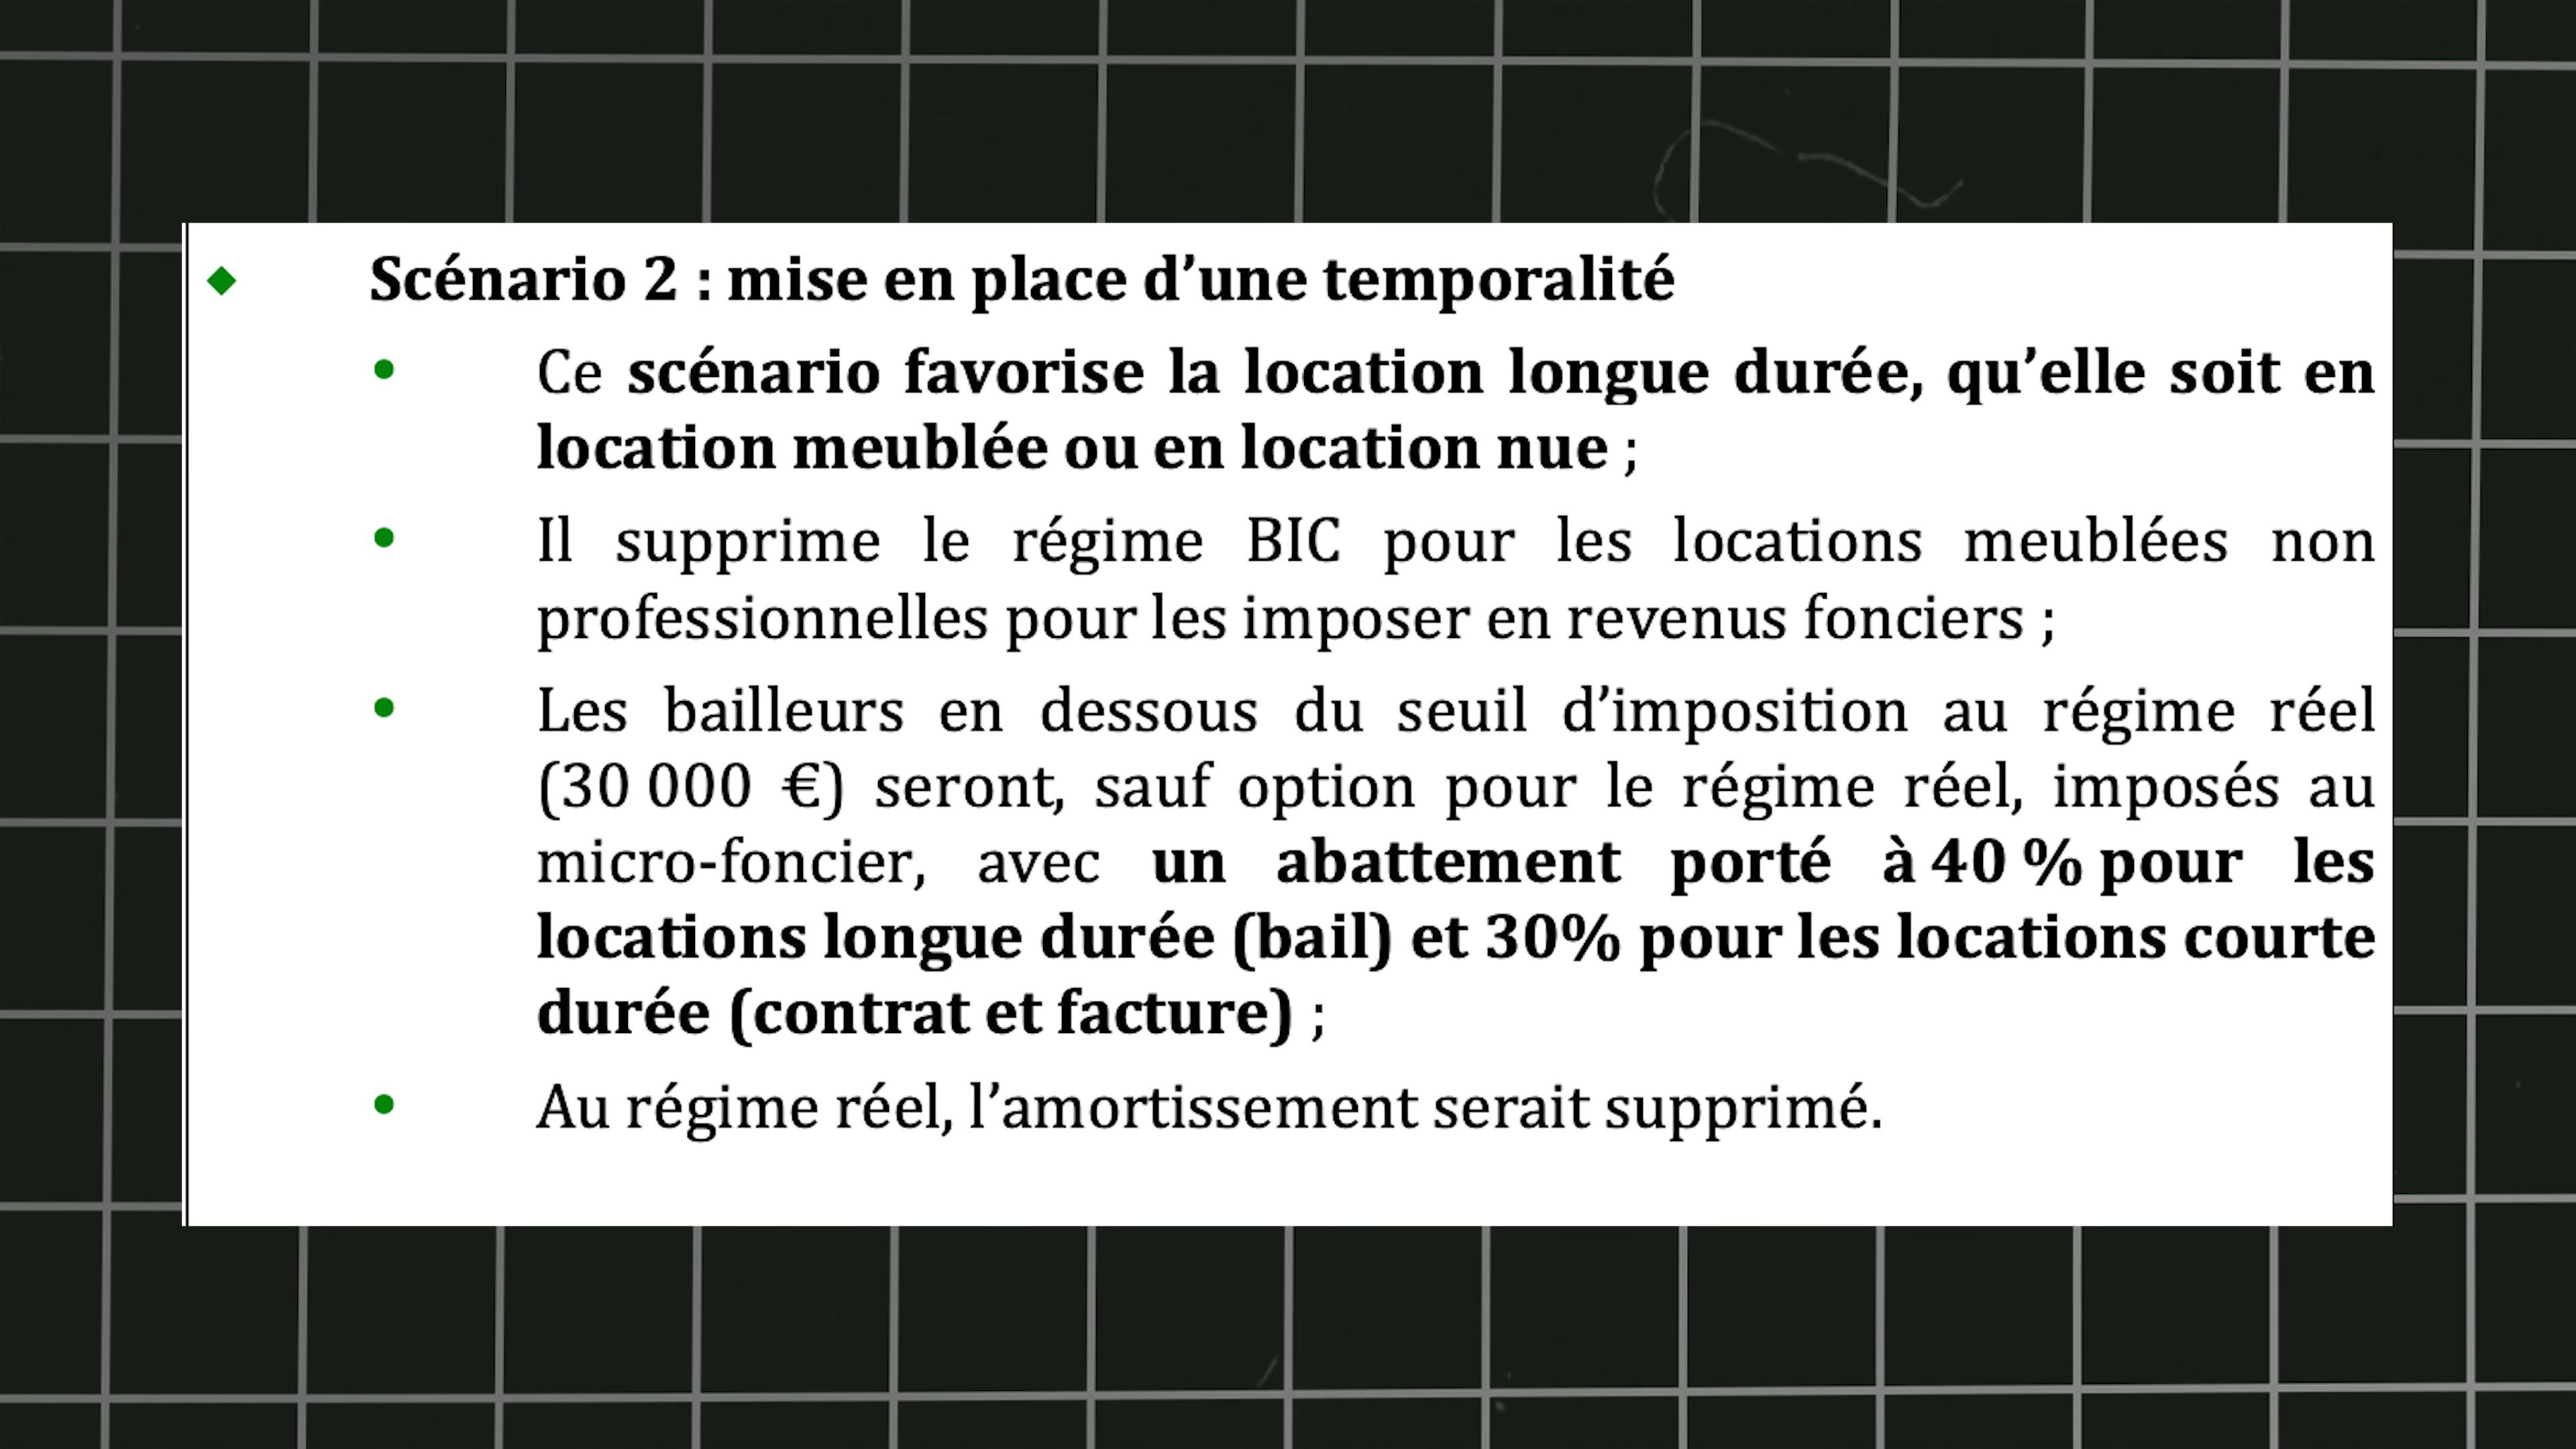 Scénario 2 : mise en place d’une temporalité
Ce scénario favorise la location longue durée, qu’elle soit en
location meublée ou en location nue ;
Il supprime le régime BIC pour les locations meublées non
professionnelles pour les imposer en revenus fonciers ;
Les bailleurs en dessous du seuil d’imposition au régime réel
(30 000 €) seront, sauf option pour le régime réel, imposés au
micro-foncier, avec un abattement porté à 40 % pour les
locations longue durée (bail) et 30% pour les locations courte
durée (contrat et facture) ;
Au régime réel, l’amortissement serait supprimé.